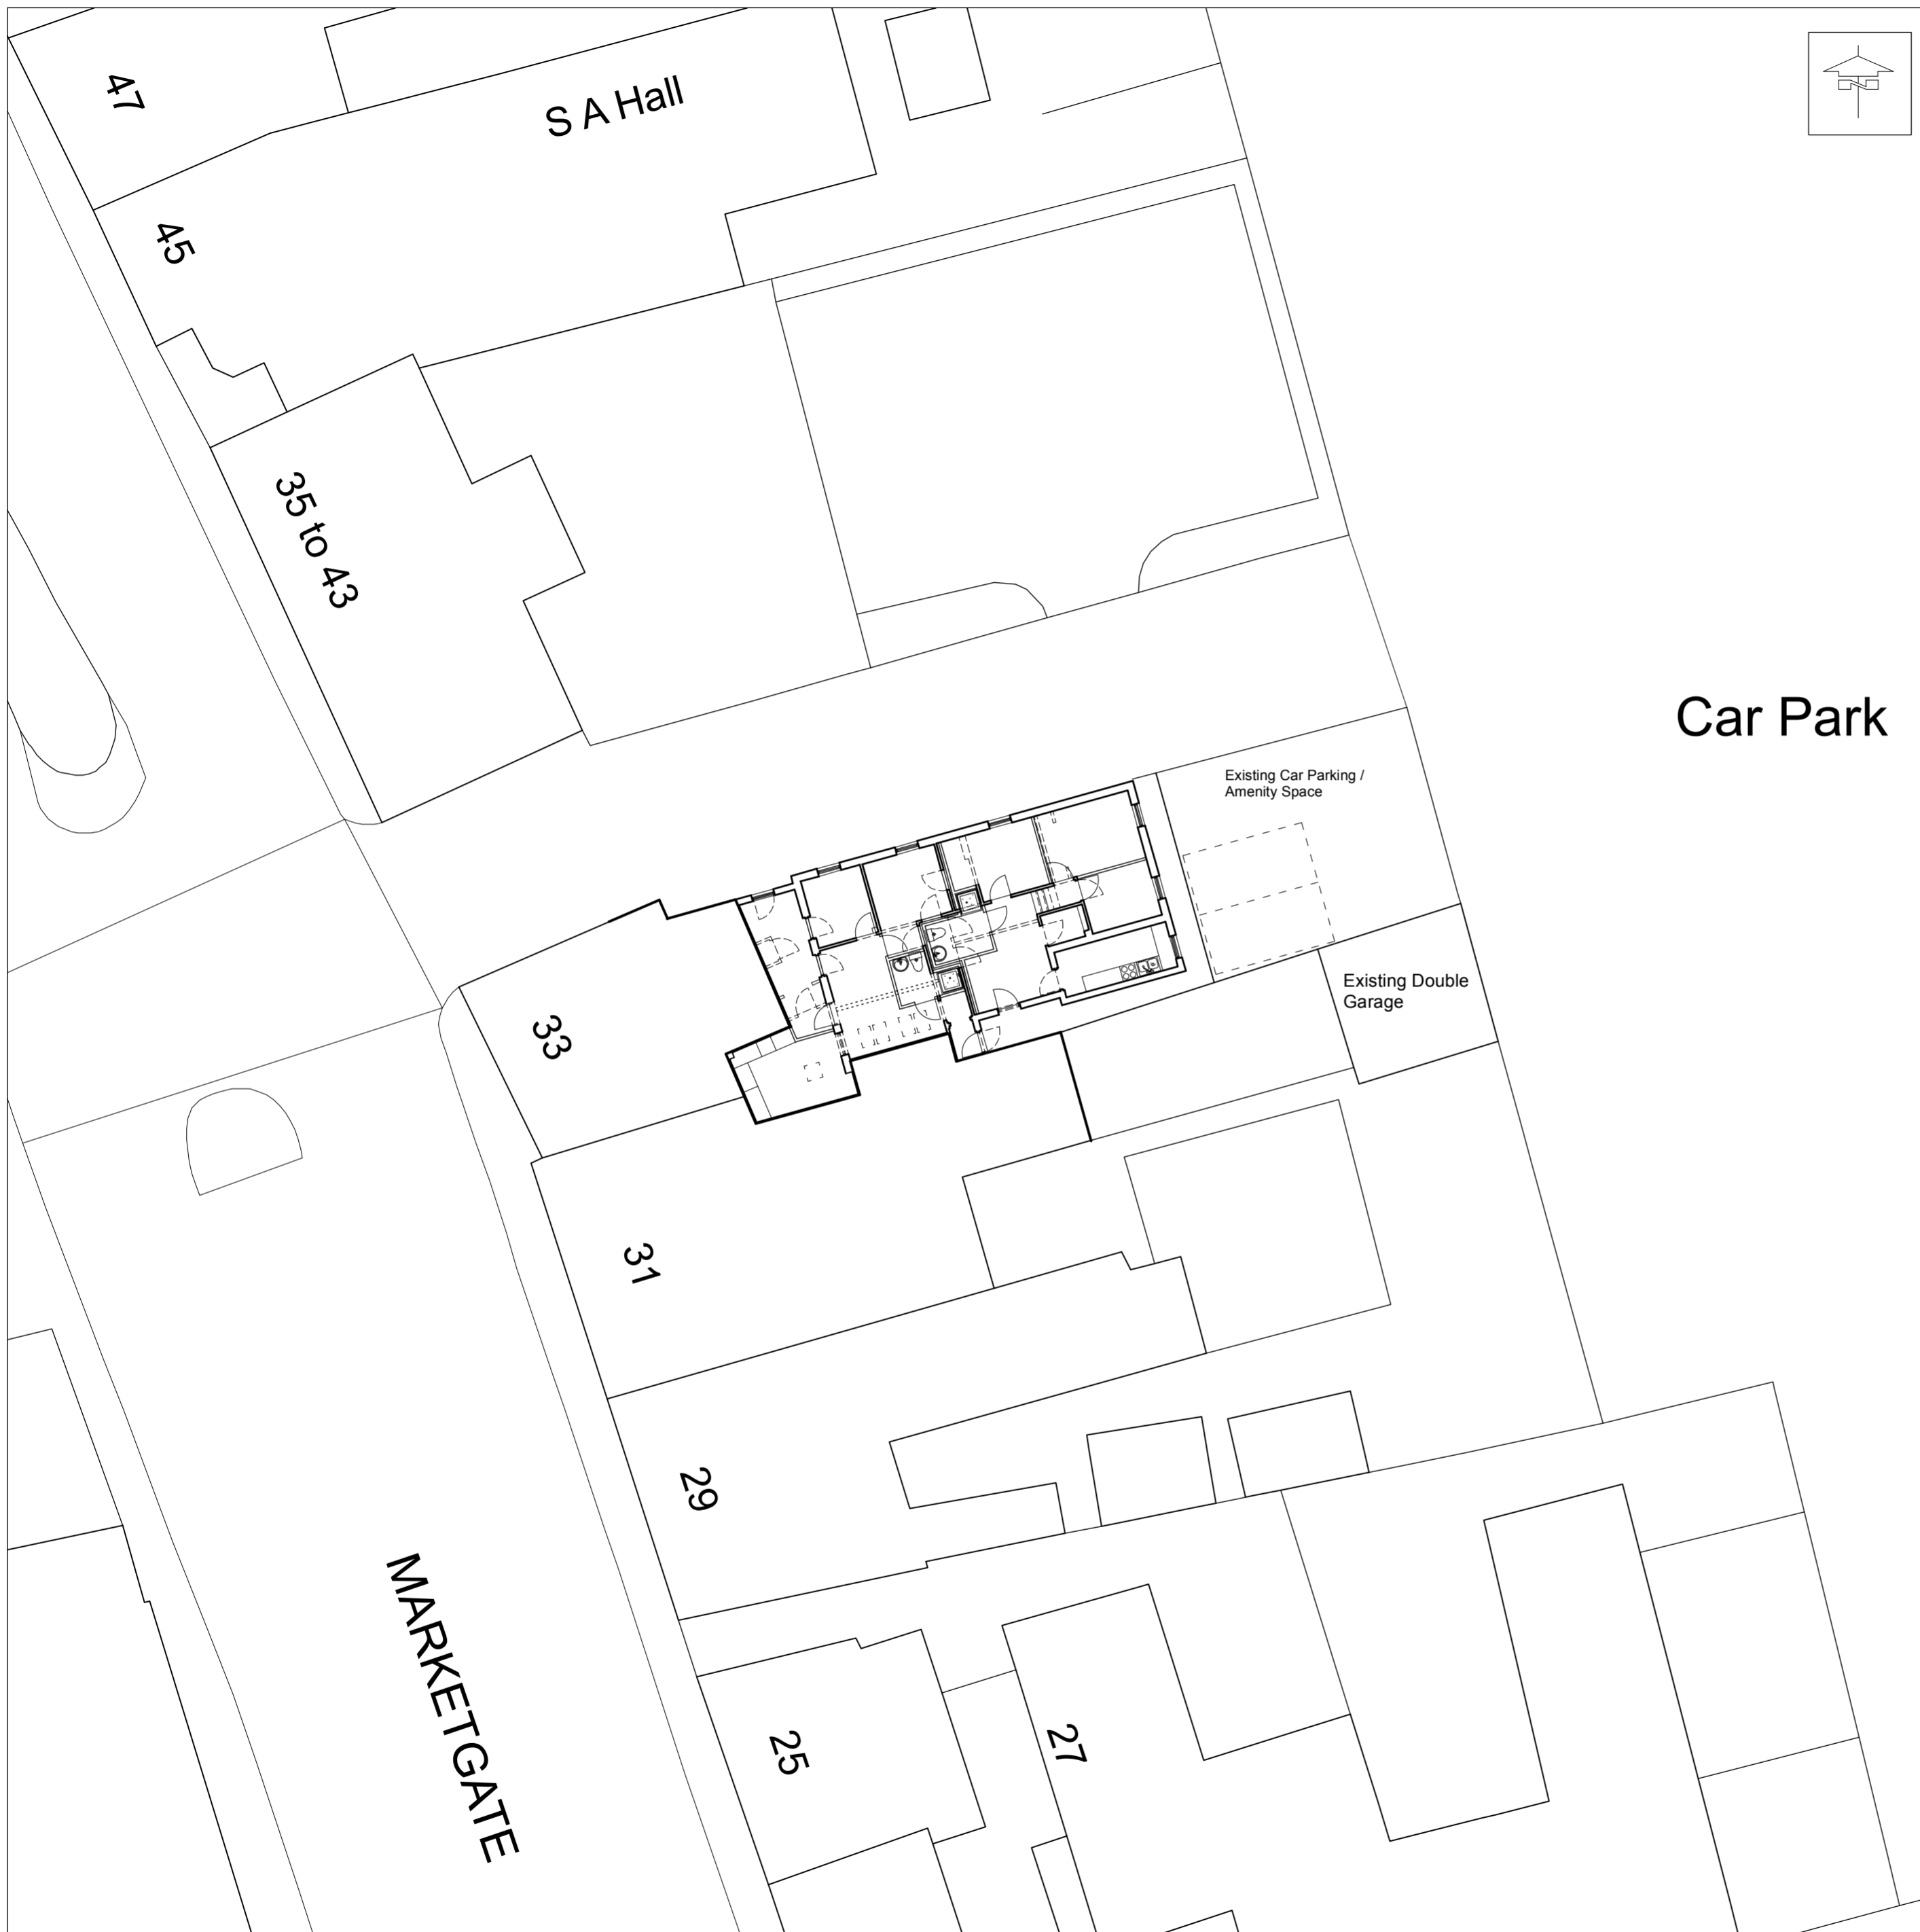 47
S A Hall
45
35 to 43
Car Park
Existing Car Parking /
Amenity Space
Existing Double
Garage
33
31
29
MARKETGATE
25
27